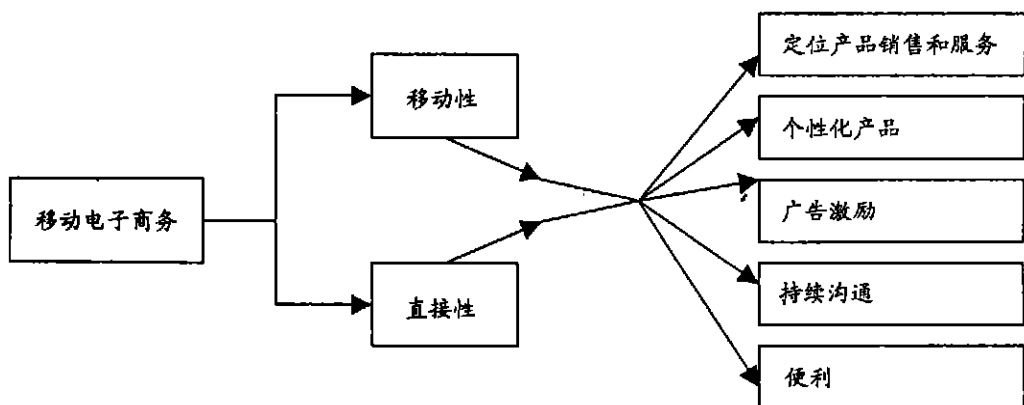 移动电子商务
移动性
直接性
定位产品销售和服务
个性化产品
广告激励
持续沟通
便利